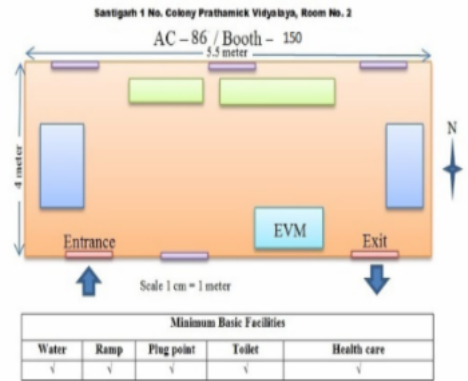 Santigarh 1 No. Colony Prathamick Vidyalaya, Room No. 2
AC – 86 / Booth – 150
5.5 meter
4 meter
N
EVM
Entrance
Exit
Scale 1 cm = 1 meter
Minimum Basic Facilities
Water Ramp Plug point Toilet Health care
√ √ √ √ √